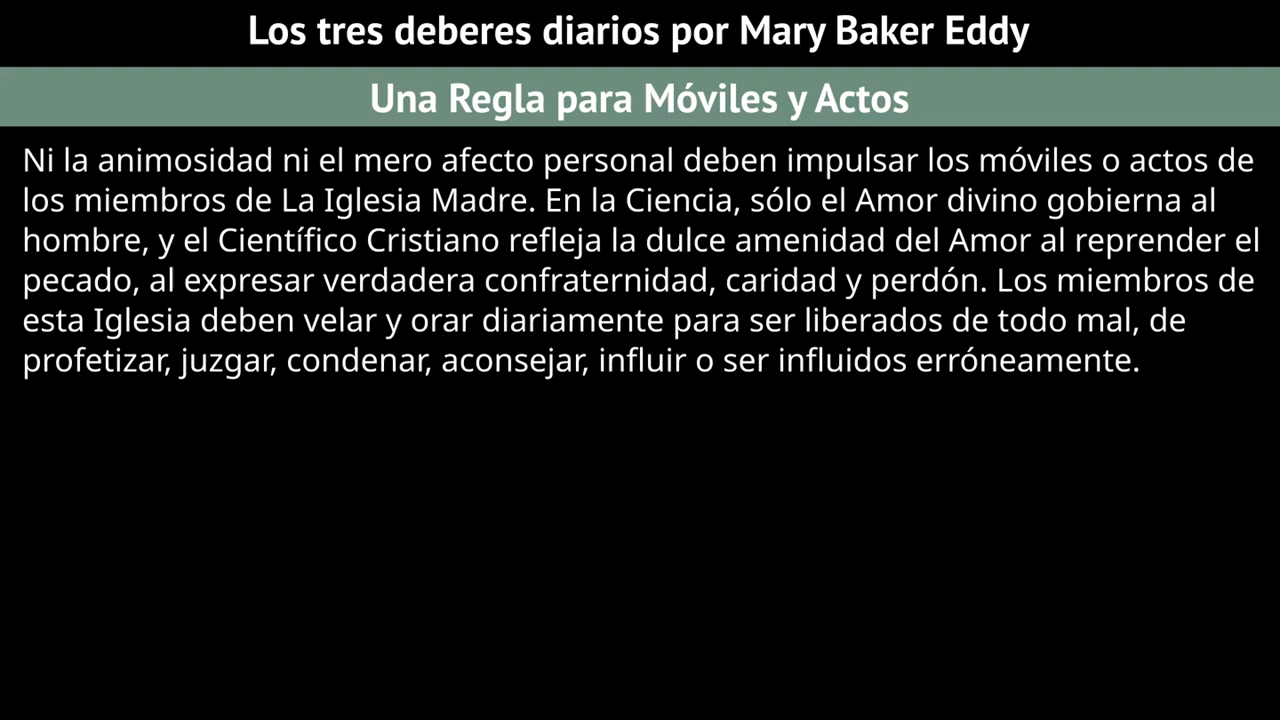 Los tres deberes diarios por Mary Baker Eddy
Una Regla para Móviles y Actos
Ni la animosidad ni el mero afecto personal deben impulsar los móviles o actos de
los miembros de La Iglesia Madre. En la Ciencia, sólo el Amor divino gobierna al
hombre, y el Científico Cristiano refleja la dulce amenidad del Amor al reprender el
pecado, al expresar verdadera confraternidad, caridad y perdón. Los miembros de
esta Iglesia deben velar y orar diariamente para ser liberados de todo mal, de
profetizar, juzgar, condenar, aconsejar, influir o ser influidos erróneamente.